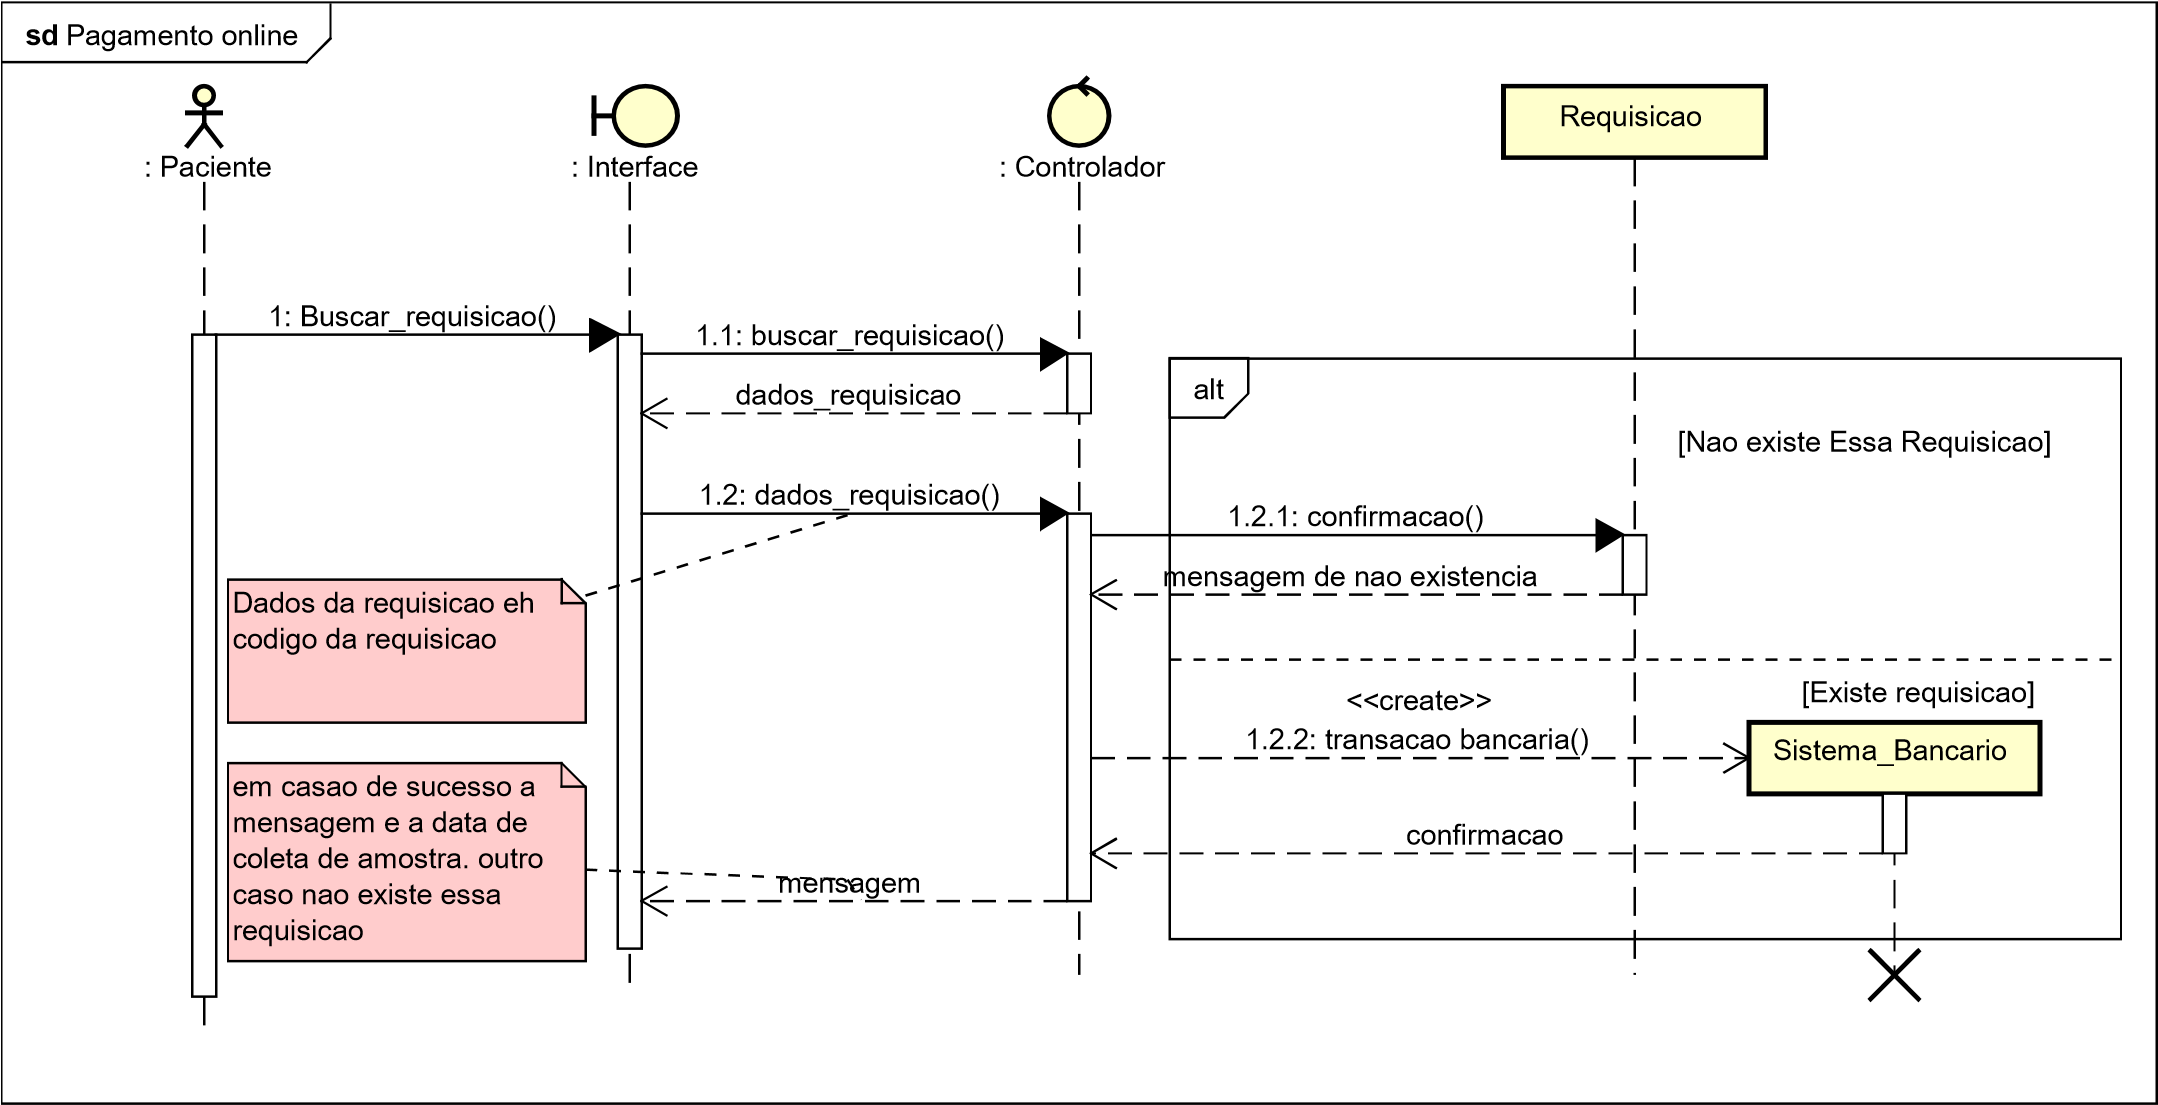 sd Pagamento online
: Paciente
: Interface
: Controlador
Requisicao
1: Buscar_requisicao()
1.1: buscar_requisicao()
dados_requisicao
alt
[Nao existe Essa Requisicao]
1.2: dados_requisicao()
1.2.1: confirmacao()
mensagem de nao existencia
Dados da requisicao eh
codigo da requisicao
<<create>>
[Existe requisicao]
1.2.2: transacao bancaria()
Sistema_Bancario
em casao de sucesso a
mensagem e a data de
coleta de amostra. outro
caso nao existe essa
requisicao
confirmacao
mensagem